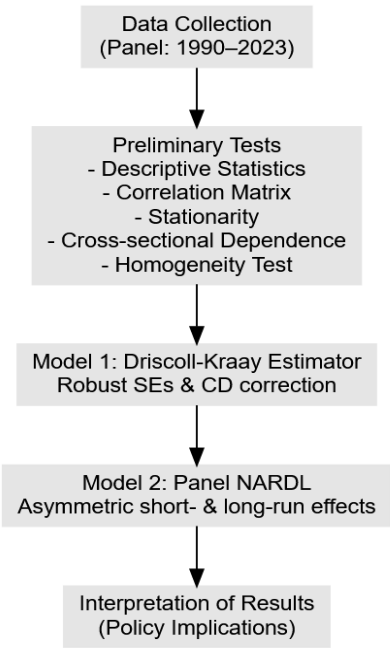 Data Collection
(Panel: 1990–2023)
Preliminary Tests
- Descriptive Statistics
- Correlation Matrix
- Stationarity
- Cross-sectional Dependence
- Homogeneity Test
Model 1: Driscoll-Kraay Estimator
Robust SEs & CD correction
Model 2: Panel NARDL
Asymmetric short- & long-run effects
Interpretation of Results
(Policy Implications)